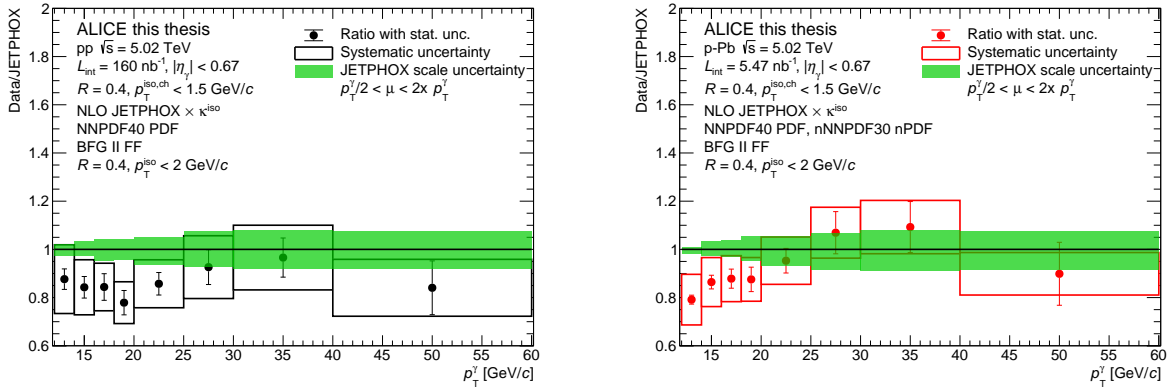 ALICE this thesis
pp √s = 5.02 TeV
L_int = 160 nb⁻¹, |η_γ| < 0.67
R = 0.4, p_T^iso,ch < 1.5 GeV/c
NLO JETPHOX × κ^iso
NNPDF40 PDF
BFG II FF
R = 0.4, p_T^iso < 2 GeV/c
Ratio with stat. unc.
Systematic uncertainty
JETPHOX scale uncertainty
p_T^γ/2 < μ < 2x p_T^γ
Data/JETPHOX
2
1.8
1.6
1.4
1.2
1
0.8
0.6
15 20 25 30 35 40 45 50 55 60
p_T^γ [GeV/c]
ALICE this thesis
p-Pb √s = 5.02 TeV
L_int = 5.47 nb⁻¹, |η_γ| < 0.67
R = 0.4, p_T^iso,ch < 1.5 GeV/c
NLO JETPHOX × κ^iso
NNPDF40 PDF, nNNPDF30 nPDF
BFG II FF
R = 0.4, p_T^iso < 2 GeV/c
Ratio with stat. unc.
Systematic uncertainty
JETPHOX scale uncertainty
p_T^γ/2 < μ < 2x p_T^γ
Data/JETPHOX
2
1.8
1.6
1.4
1.2
1
0.8
0.6
15 20 25 30 35 40 45 50 55 60
p_T^γ [GeV/c]